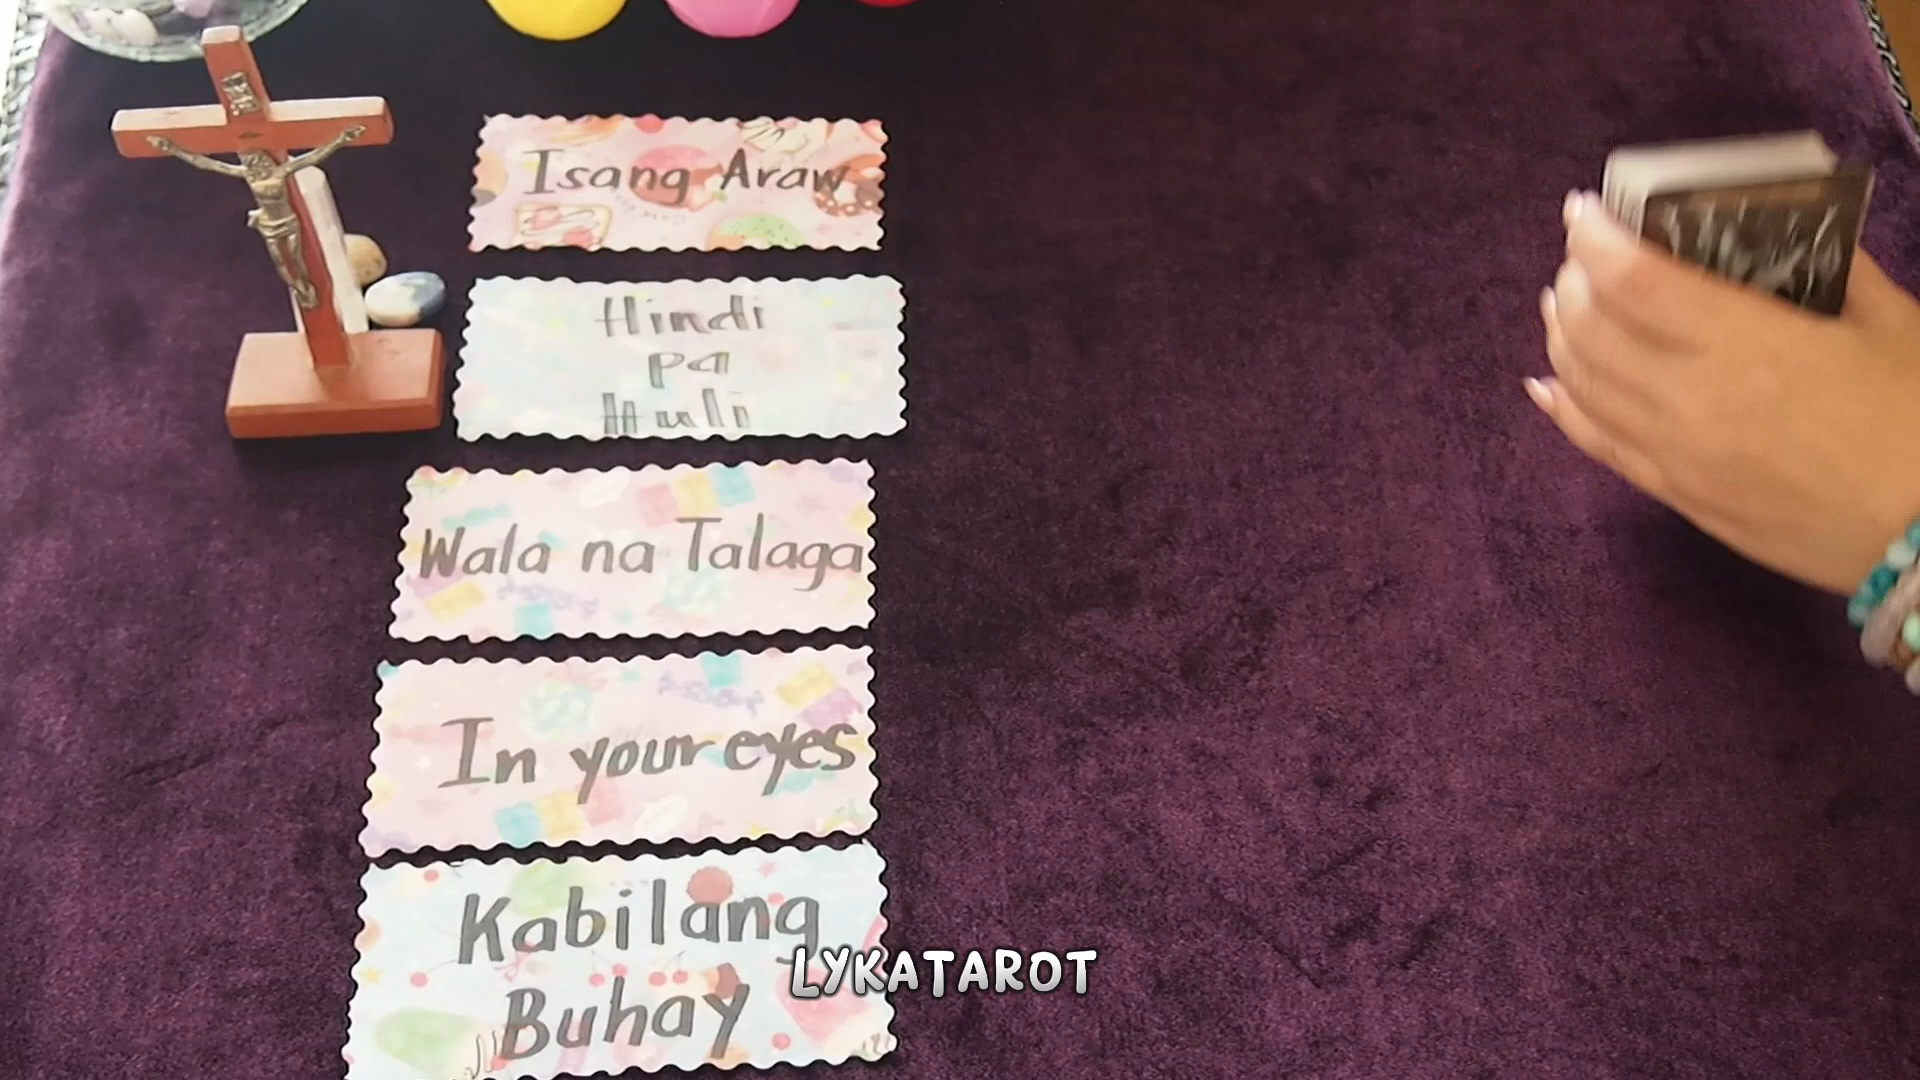 Isang Araw
Hindi
pa
Huli
Wala na Talaga
In your eyes
Kabilang
Buhay
LYKATAROT